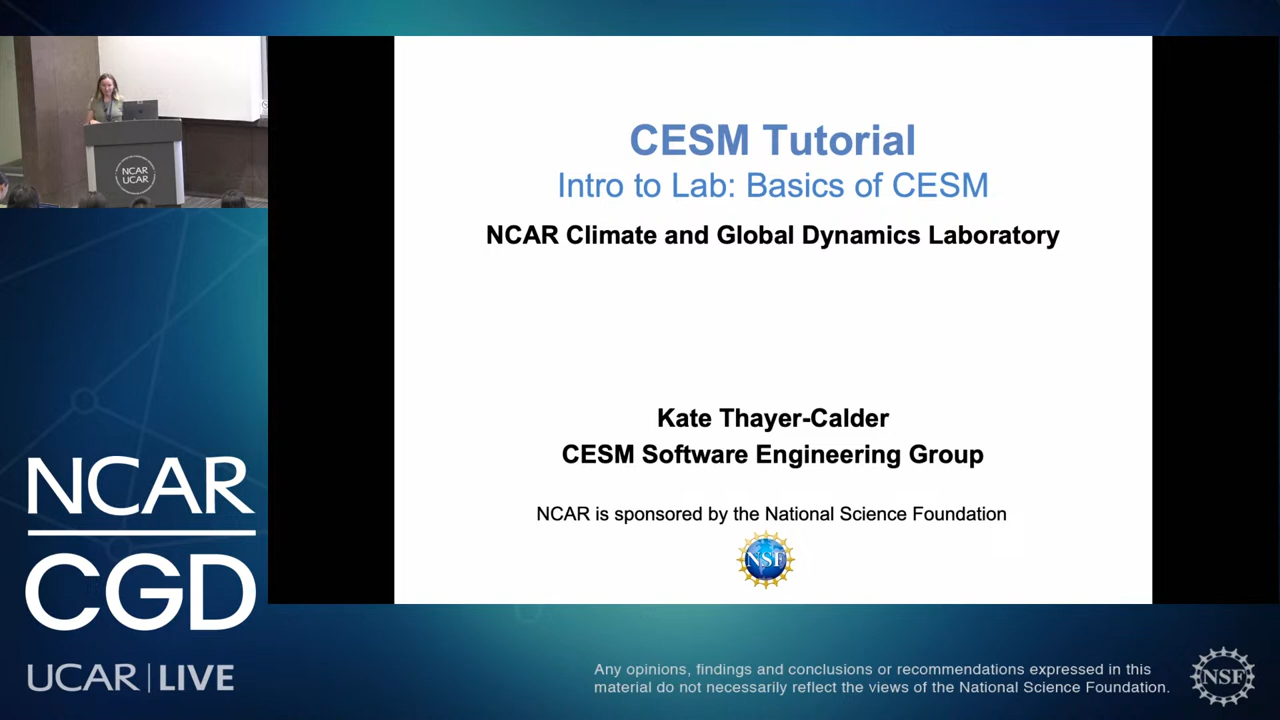 NCAR
UCAR
CESM Tutorial
Intro to Lab: Basics of CESM
NCAR Climate and Global Dynamics Laboratory
Kate Thayer-Calder
CESM Software Engineering Group
NCAR is sponsored by the National Science Foundation
NSF
NCAR
CGD
UCAR | LIVE
Any opinions, findings and conclusions or recommendations expressed in this
material do not necessarily reflect the views of the National Science Foundation.
NSF